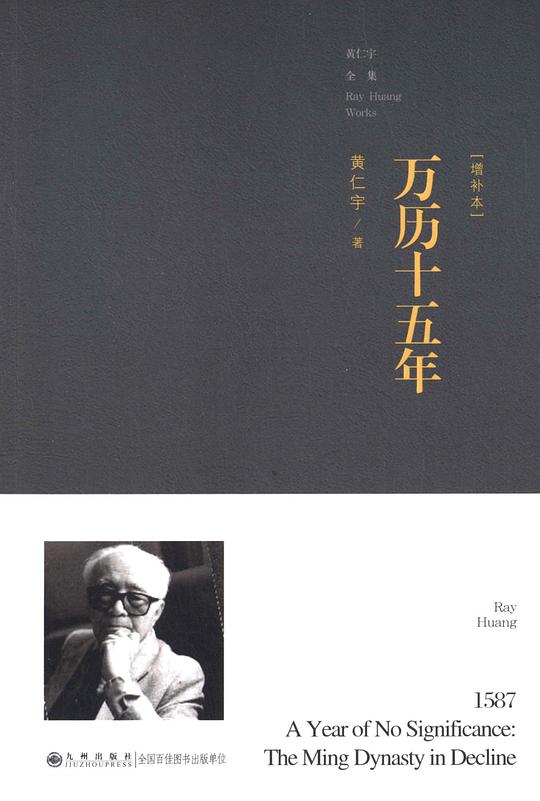 黄仁宇
全集
Ray Huang
Works
[增补本]
万历十五年
黄仁宇/著
Ray
Huang
1587
A Year of No Significance:
The Ming Dynasty in Decline
九州出版社
JIUZHOUPRESS
全国百佳图书出版单位